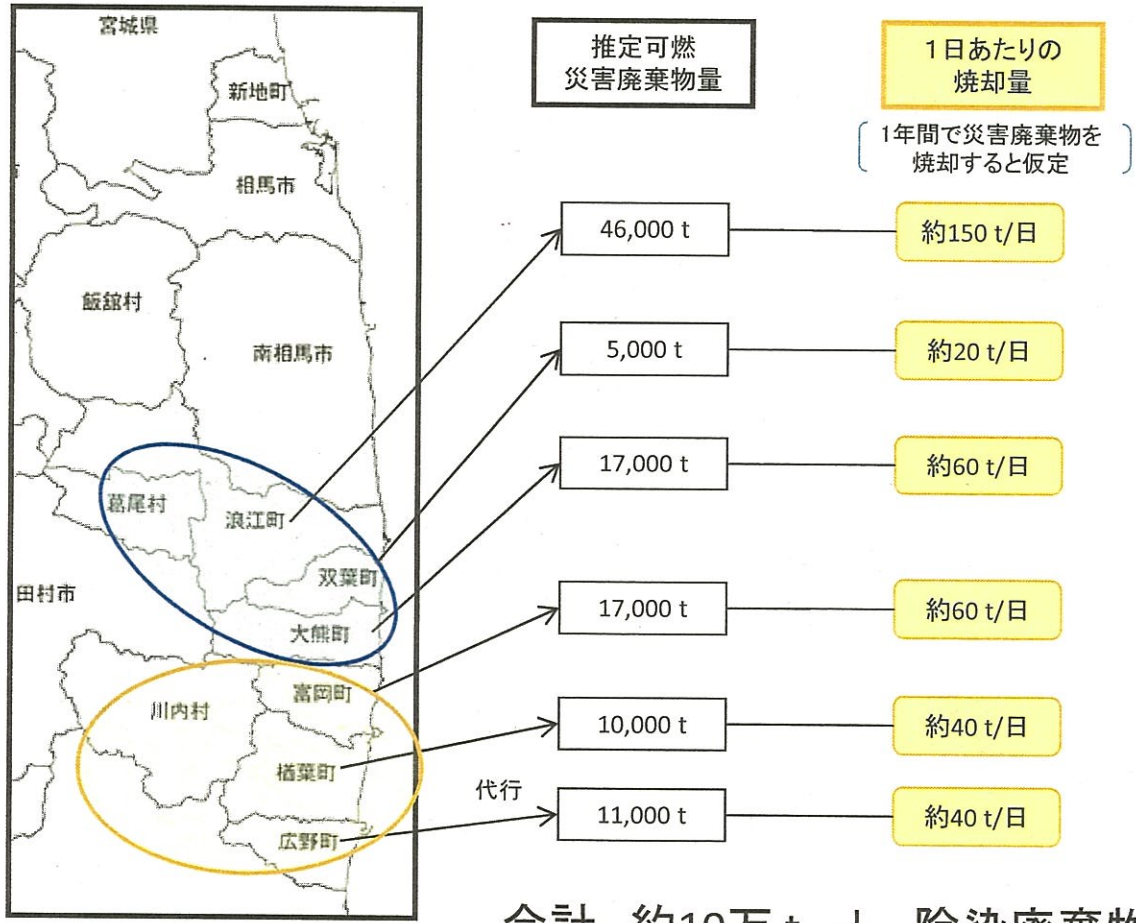 宮城県
新地町
相馬市
飯舘村
南相馬市
葛尾村
浪江町
双葉町
田村市
大熊町
富岡町
川内村
楢葉町
広野町
推定可燃
災害廃棄物量
1日あたりの
焼却量
1年間で災害廃棄物を
焼却すると仮定
46,000 t
約150 t/日
5,000 t
約20 t/日
17,000 t
約60 t/日
17,000 t
約60 t/日
10,000 t
約40 t/日
代行
11,000 t
約40 t/日
合計 約10万 t + 除染廃棄物